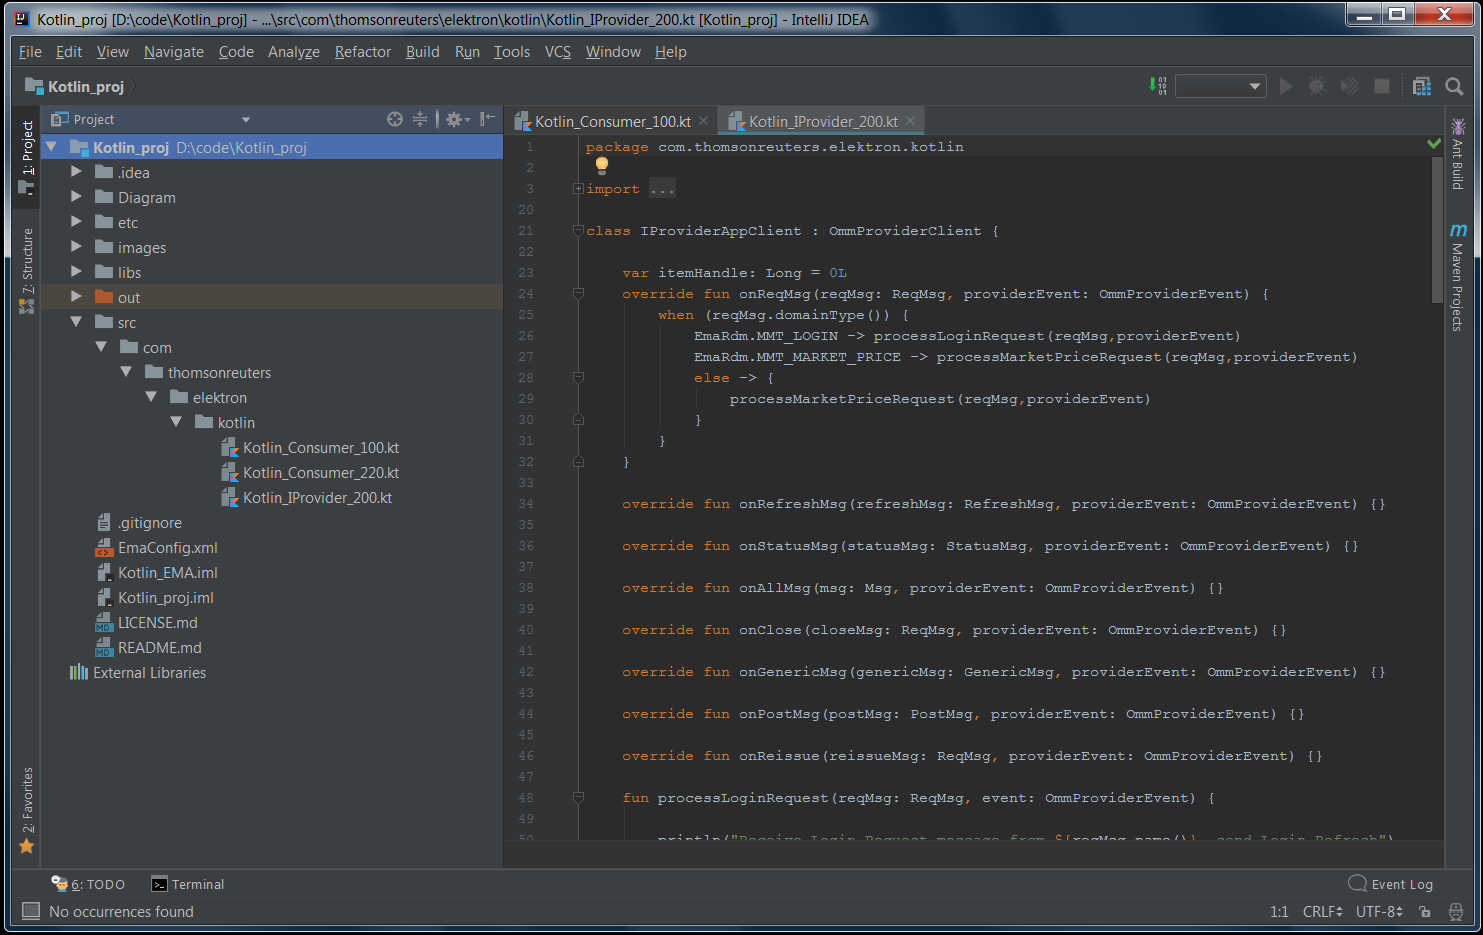 Kotlin_proj [D:\code\Kotlin_proj] - ...\src\com\thomsonreuters\elektron\kotlin\Kotlin_IProvider_200.kt [Kotlin_proj] - IntelliJ IDEA
File Edit View Navigate Code Analyze Refactor Build Run Tools VCS Window Help
Kotlin_proj
1: Project
7: Structure
2: Favorites
Project
Kotlin_proj D:\code\Kotlin_proj
.idea
Diagram
etc
images
libs
out
src
com
thomsonreuters
elektron
kotlin
Kotlin_Consumer_100.kt
Kotlin_Consumer_220.kt
Kotlin_IProvider_200.kt
.gitignore
EmaConfig.xml
Kotlin_EMA.iml
Kotlin_proj.iml
LICENSE.md
README.md
External Libraries
Kotlin_Consumer_100.kt Kotlin_IProvider_200.kt
1 package com.thomsonreuters.elektron.kotlin
2
3 import ...
20
21 class IProviderAppClient : OmmProviderClient {
22
23 var itemHandle: Long = 0L
24 override fun onReqMsg(reqMsg: ReqMsg, providerEvent: OmmProviderEvent) {
25 when (reqMsg.domainType()) {
26 EmaRdm.MMT_LOGIN -> processLoginRequest(reqMsg,providerEvent)
27 EmaRdm.MMT_MARKET_PRICE -> processMarketPriceRequest(reqMsg,providerEvent)
28 else -> {
29 processMarketPriceRequest(reqMsg,providerEvent)
30 }
31 }
32 }
33
34 override fun onRefreshMsg(refreshMsg: RefreshMsg, providerEvent: OmmProviderEvent) {}
35
36 override fun onStatusMsg(statusMsg: StatusMsg, providerEvent: OmmProviderEvent) {}
37
38 override fun onAllMsg(msg: Msg, providerEvent: OmmProviderEvent) {}
39
40 override fun onClose(closeMsg: ReqMsg, providerEvent: OmmProviderEvent) {}
41
42 override fun onGenericMsg(genericMsg: GenericMsg, providerEvent: OmmProviderEvent) {}
43
44 override fun onPostMsg(postMsg: PostMsg, providerEvent: OmmProviderEvent) {}
45
46 override fun onReissue(reissueMsg: ReqMsg, providerEvent: OmmProviderEvent) {}
47
48 fun processLoginRequest(reqMsg: ReqMsg, event: OmmProviderEvent) {
49
50 println("Receive Login Request message from ${reqMsg.name()}, send Login Refresh")
Ant Build
Maven Projects
6: TODO
Terminal
Event Log
No occurrences found
1:1 CRLF UTF-8